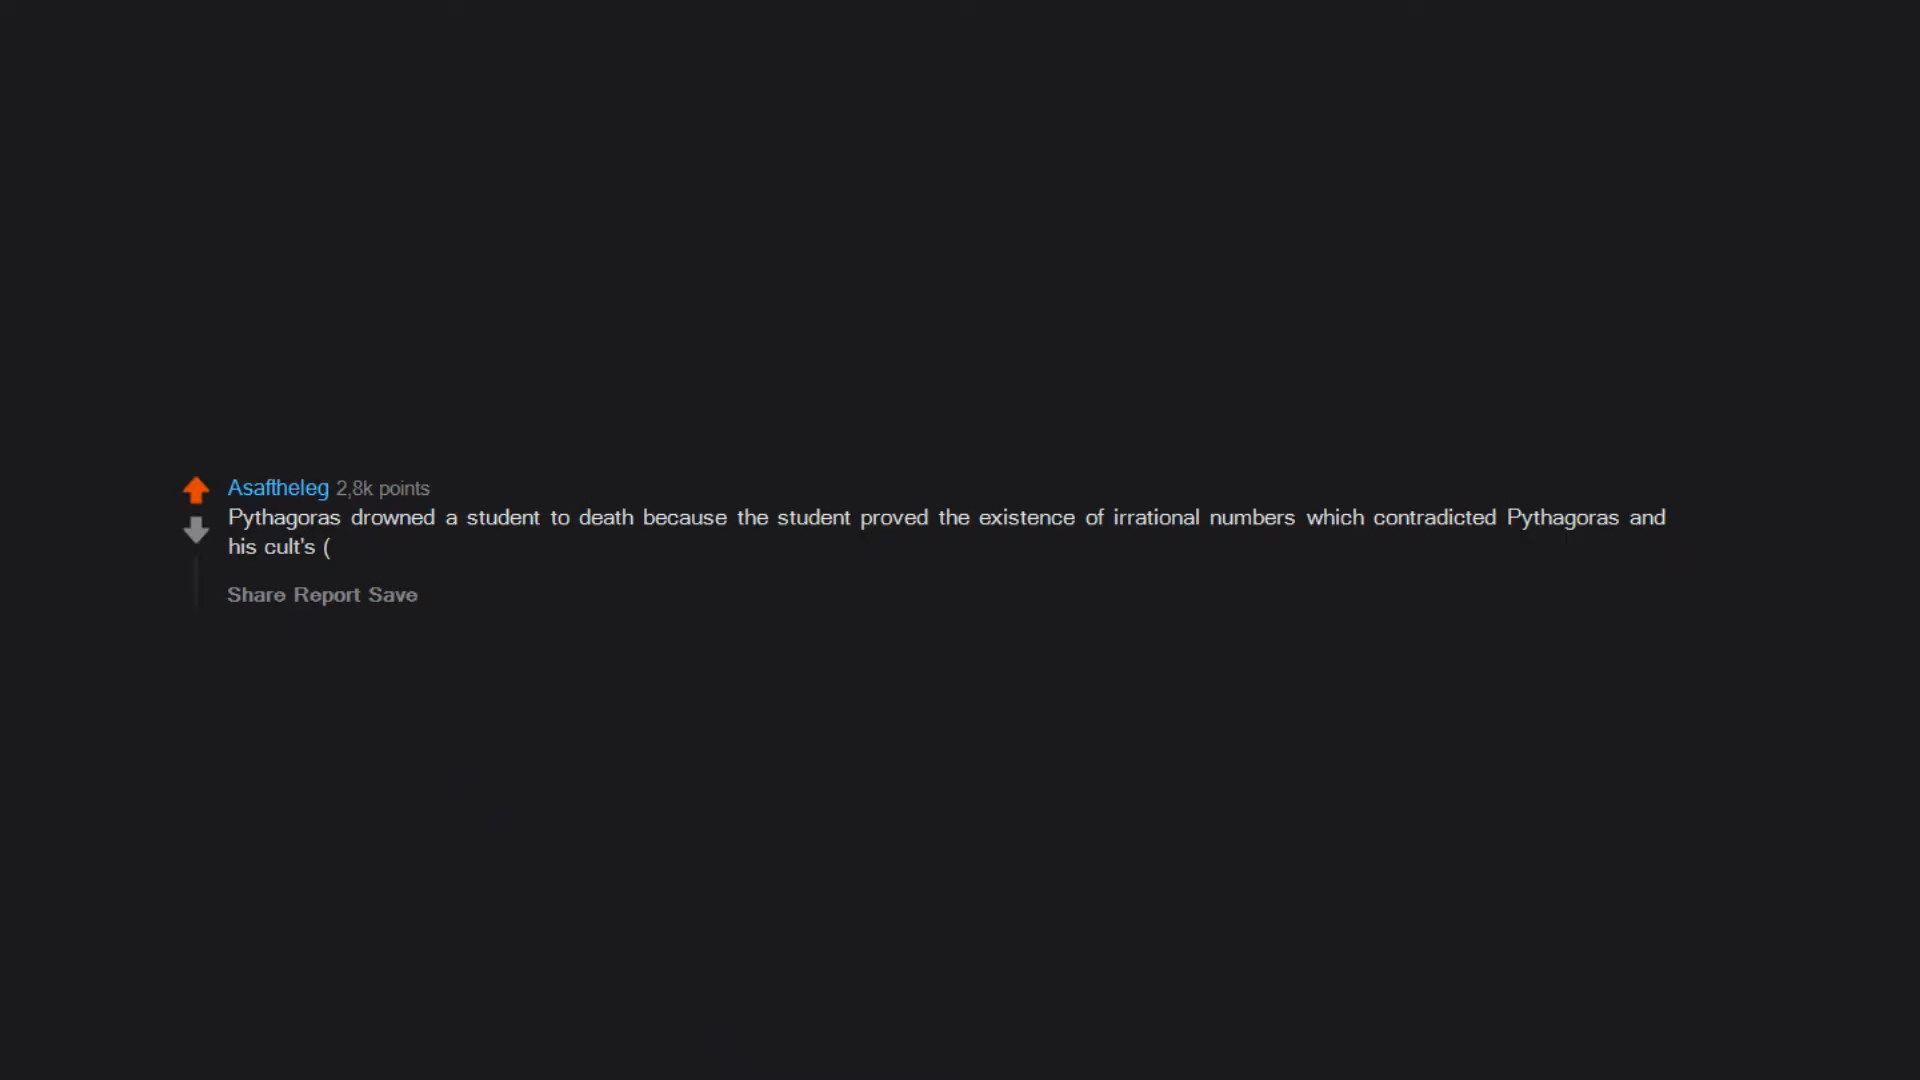 Asaftheleg 2,8k points
Pythagoras drowned a student to death because the student proved the existence of irrational numbers which contradicted Pythagoras and
his cult's (
Share Report Save